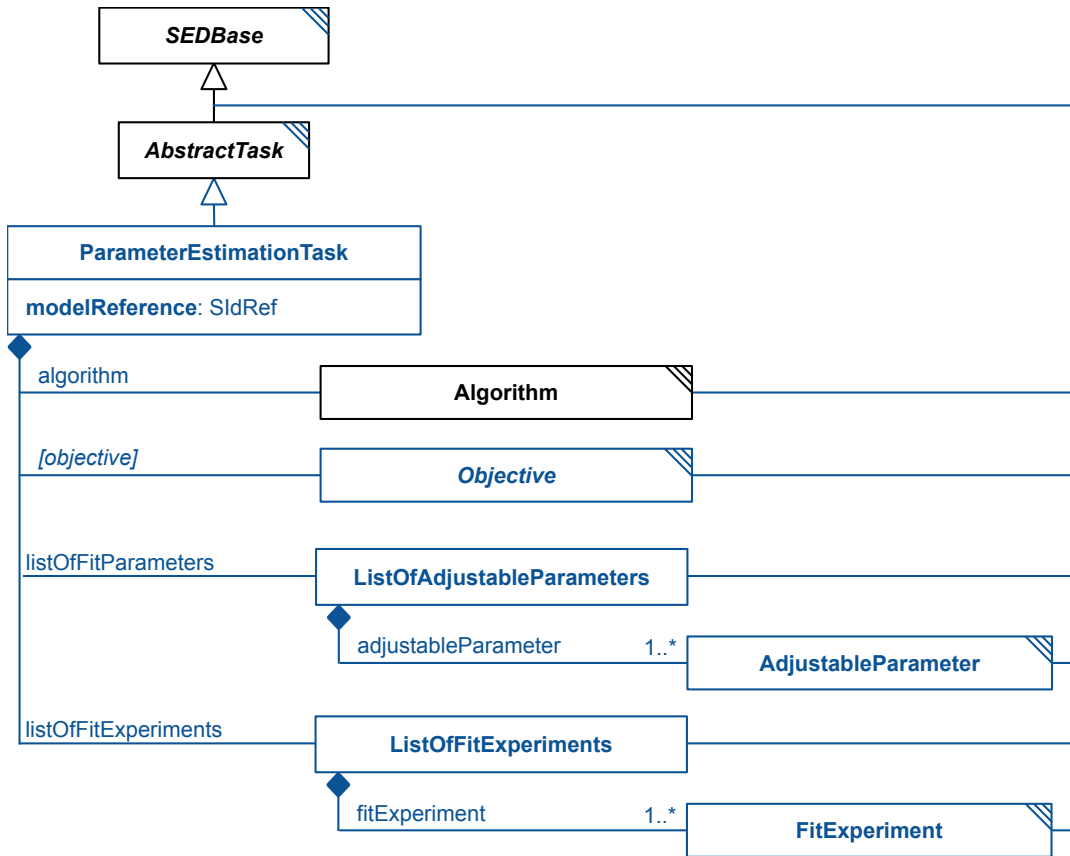 SEDBase
AbstractTask
ParameterEstimationTask
modelReference: SIdRef
algorithm
Algorithm
[objective]
Objective
listOfFitParameters
ListOfAdjustableParameters
adjustableParameter 1..*
AdjustableParameter
listOfFitExperiments
ListOfFitExperiments
fitExperiment 1..*
FitExperiment